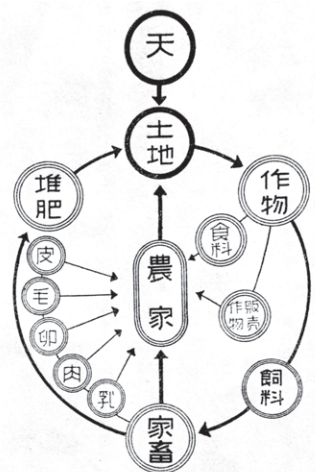 天
土地
堆肥
作物
食料
皮
毛
農家
販売作物
卵
肉
乳
飼料
家畜